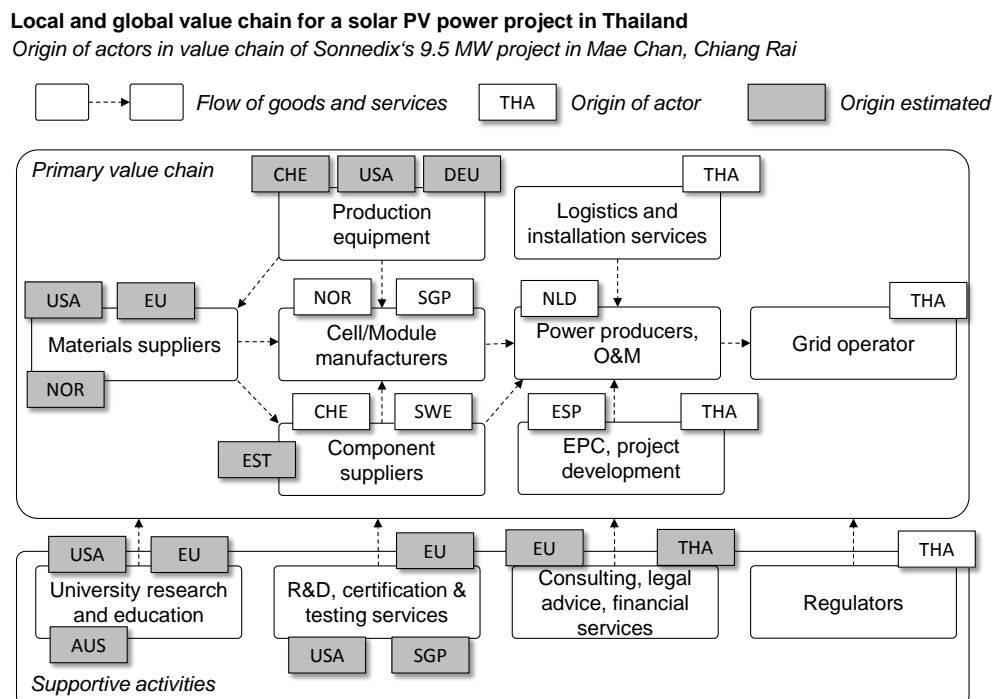 Local and global value chain for a solar PV power project in Thailand
Origin of actors in value chain of Sonnedix‘s 9.5 MW project in Mae Chan, Chiang Rai
Flow of goods and services
THA
Origin of actor
Origin estimated
Primary value chain
CHE
USA
DEU
Production
equipment
THA
Logistics and
installation services
USA
EU
Materials suppliers
NOR
NOR
SGP
Cell/Module
manufacturers
NLD
Power producers,
O&M
THA
Grid operator
CHE
SWE
EST
Component
suppliers
ESP
THA
EPC, project
development
USA
EU
University research
and education
AUS
EU
R&D, certification &
testing services
USA
SGP
EU
THA
Consulting, legal
advice, financial
services
THA
Regulators
Supportive activities